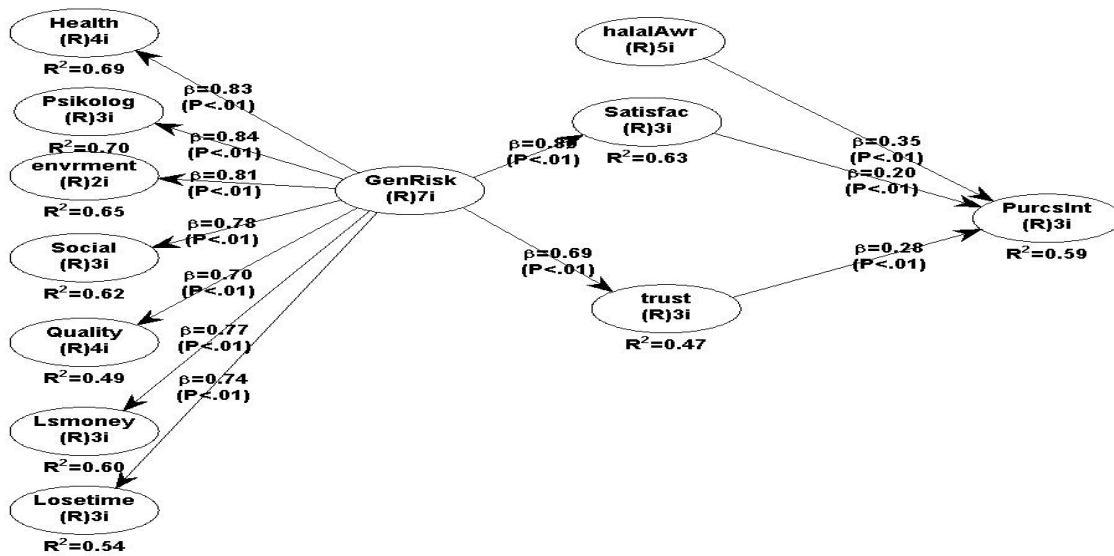 Health
(R)4i
R²=0.69
Psikolog
(R)3i
R²=0.70
envrment
(R)2i
R²=0.65
Social
(R)3i
R²=0.62
Quality
(R)4i
R²=0.49
Lsmoney
(R)3i
R²=0.60
Losetime
(R)3i
R²=0.54
β=0.83
(P<.01)
β=0.84
(P<.01)
β=0.81
(P<.01)
β=0.78
(P<.01)
β=0.70
(P<.01)
β=0.77
(P<.01)
β=0.74
(P<.01)
GenRisk
(R)7i
(P<.01)
β=0.69
(P<.01)
halalAwr
(R)5i
Satisfac
(R)3i
R²=0.63
trust
(R)3i
R²=0.47
β=0.35
(P<.01)
β=0.20
(P<.01)
β=0.28
(P<.01)
PurcsInt
(R)3i
R²=0.59